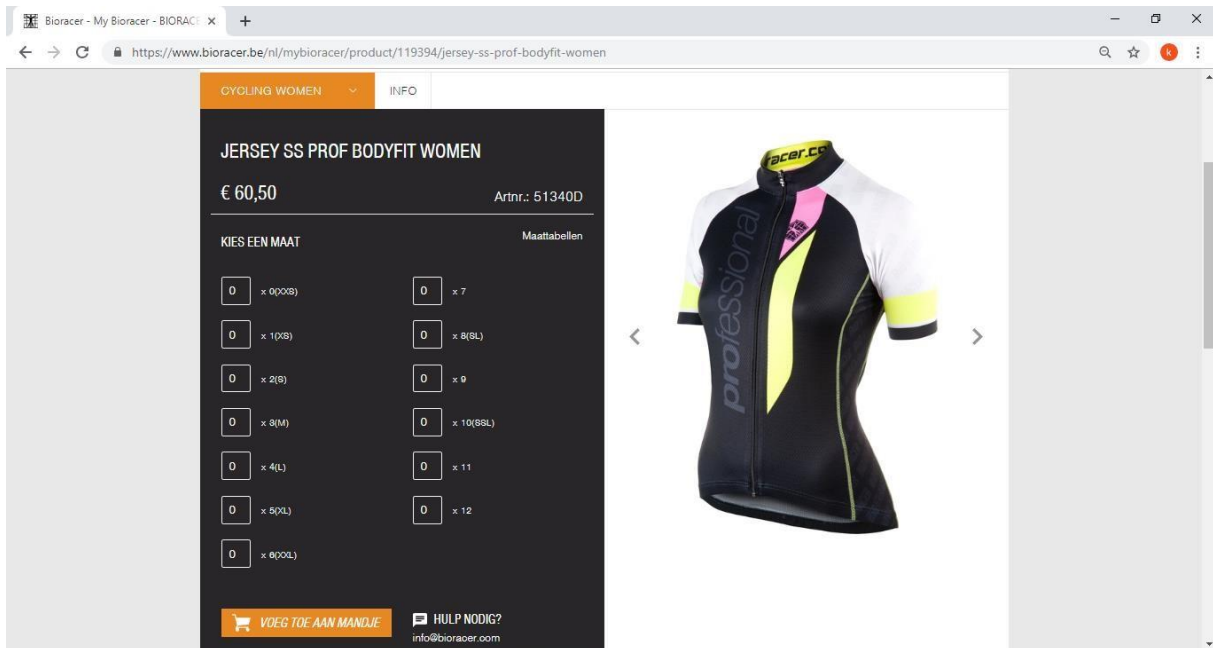 Bioracer - My Bioracer - BIORACE
https://www.bioracer.be/nl/mybioracer/product/119394/jersey-ss-prof-bodyfit-women
k
CYCLING WOMEN
INFO
JERSEY SS PROF BODYFIT WOMEN
€ 60,50
Artnr.: 51340D
KIES EEN MAAT
Maattabellen
0 x 0(XXS)
0 x 7
0 x 1(XS)
0 x 8(SL)
0 x 2(S)
0 x 9
0 x 3(M)
0 x 10(SSL)
0 x 4(L)
0 x 11
0 x 5(XL)
0 x 12
0 x 6(XXL)
VOEG TOE AAN MANDJE
HULP NODIG?
info@bioracer.com
racer.co
professional